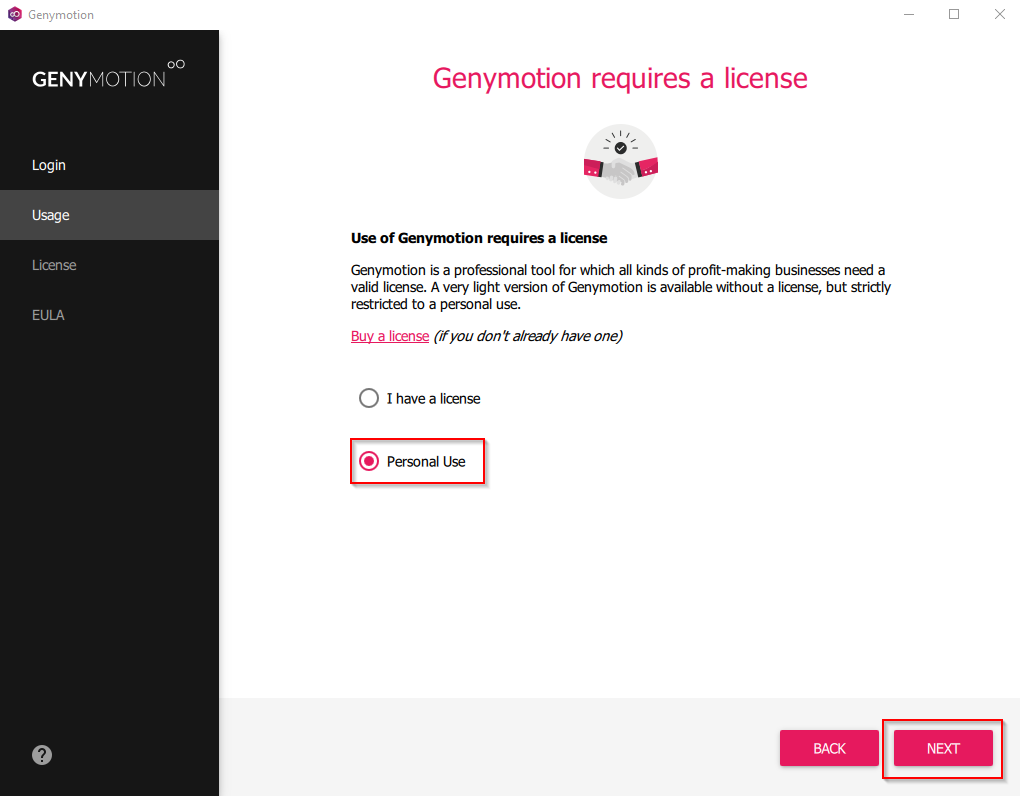 Genymotion
GENYMOTION
Login
Usage
License
EULA
Genymotion requires a license
Use of Genymotion requires a license
Genymotion is a professional tool for which all kinds of profit-making businesses need a
valid license. A very light version of Genymotion is available without a license, but strictly
restricted to a personal use.
Buy a license (if you don't already have one)
I have a license
Personal Use
BACK
NEXT
?